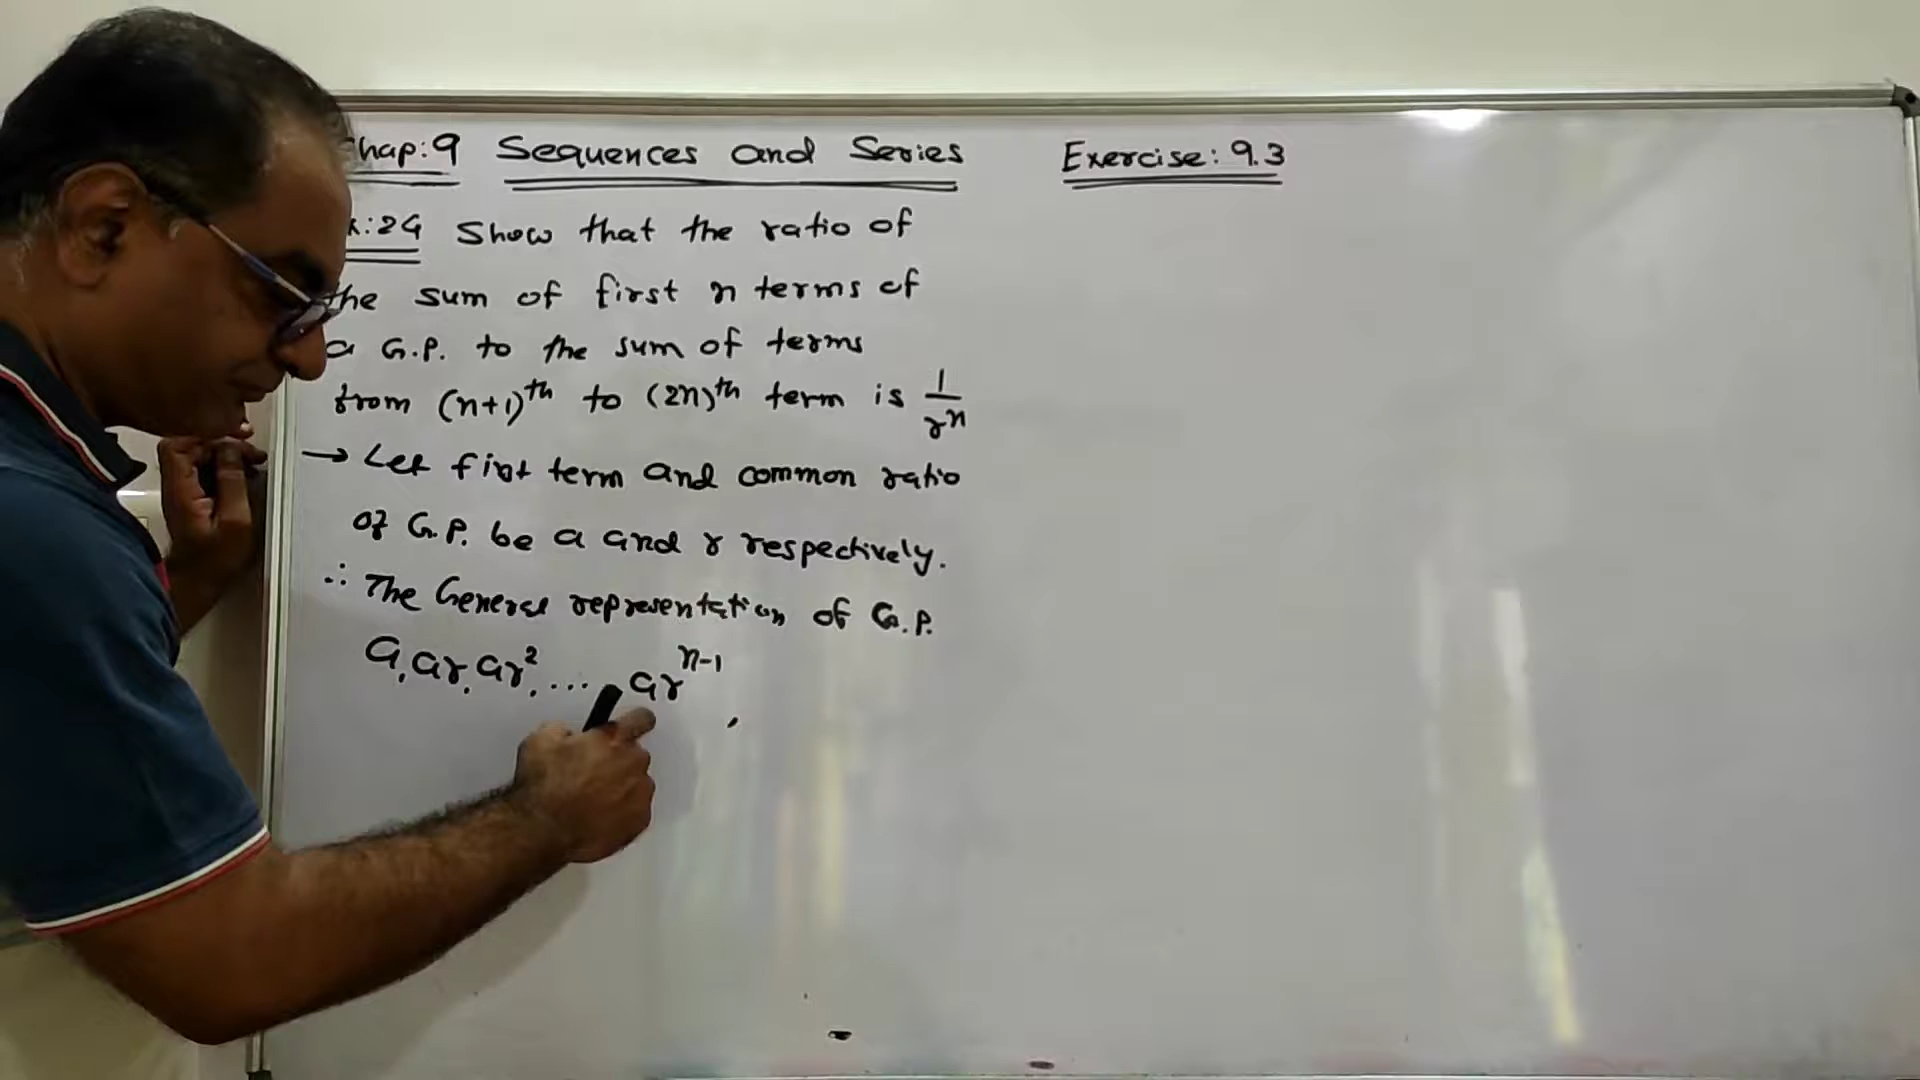 Chap:9 Sequences and Series Exercise: 9.3
x:24 Show that the ratio of
the sum of first n terms of
a G.P. to the sum of terms
from (n+1)ᵗʰ to (2n)ᵗʰ term is 1/rⁿ
→ Let first term and common ratio
of G.P. be a and r respectively.
∴ The General representation of G.P.
a, ar, ar², ... ar^(n-1) ,